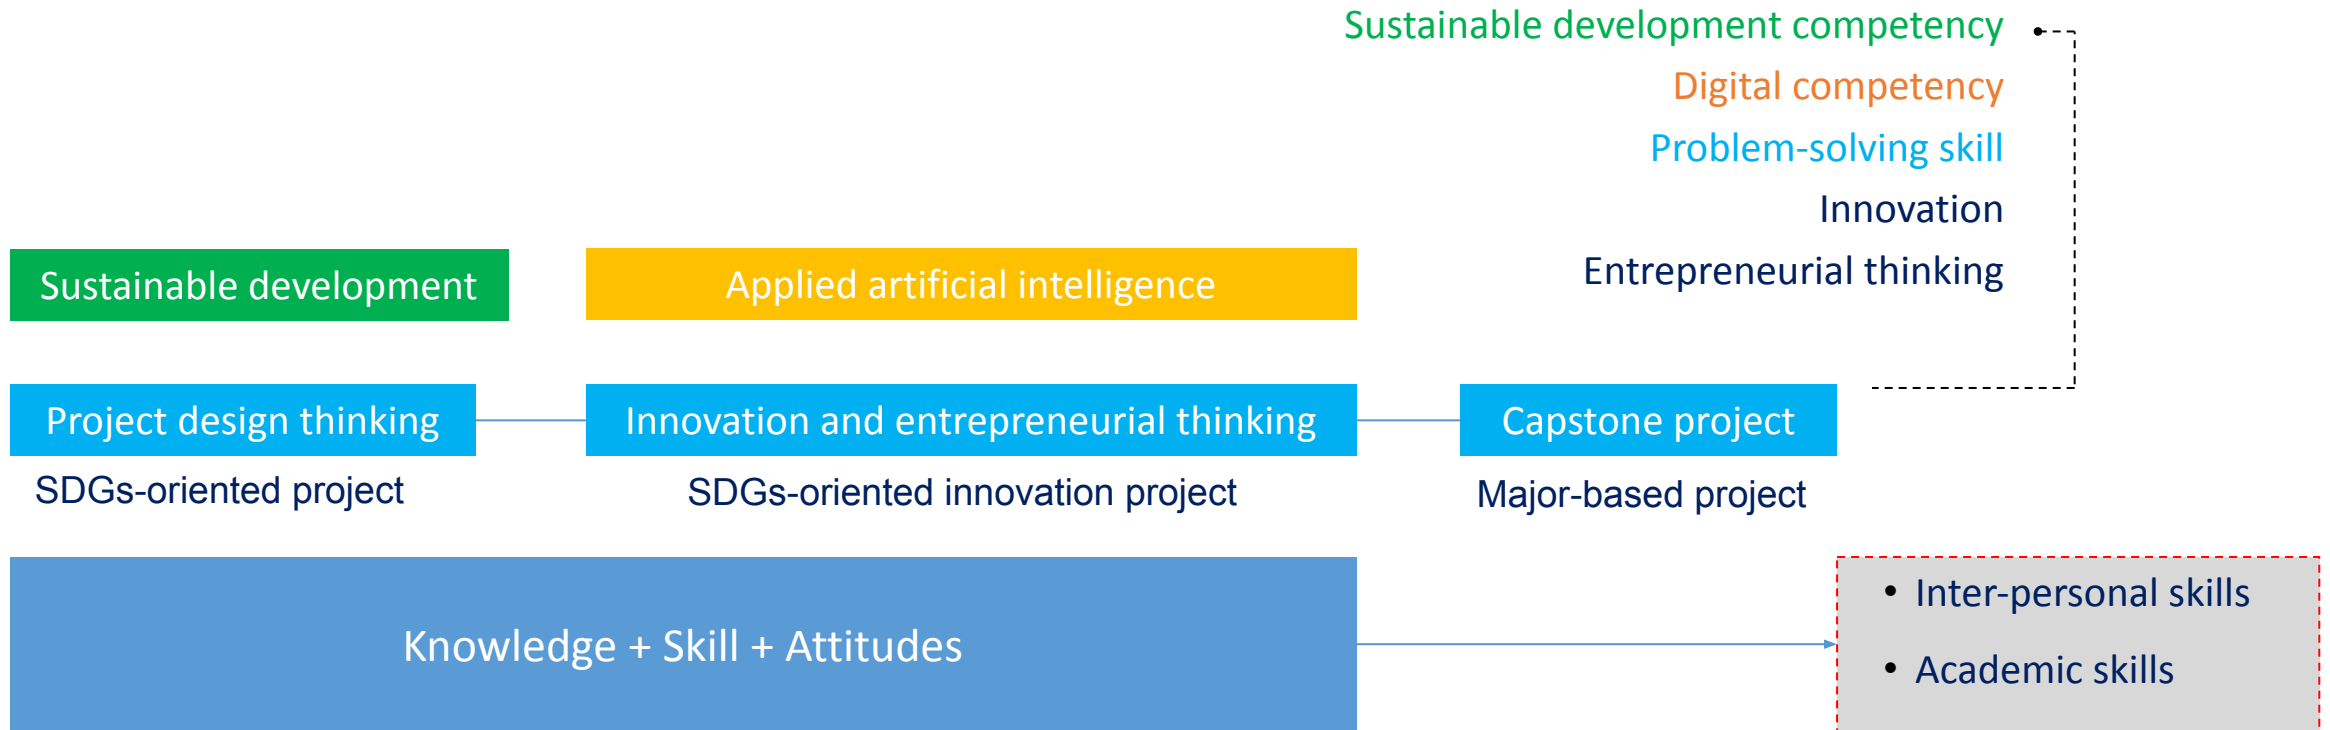 Sustainable development competency
Digital competency
Problem-solving skill
Innovation
Entrepreneurial thinking
Sustainable development
Applied artificial intelligence
Project design thinking
Innovation and entrepreneurial thinking
Capstone project
SDGs-oriented project
SDGs-oriented innovation project
Major-based project
Knowledge + Skill + Attitudes
• Inter-personal skills
• Academic skills